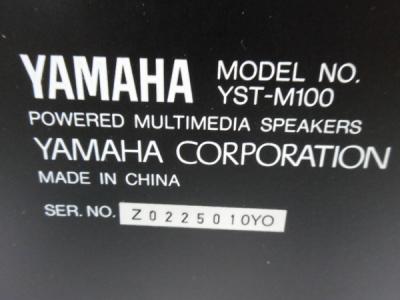 YAMAHA MODEL NO.
YST-M100
POWERED MULTIMEDIA SPEAKERS
YAMAHA CORPORATION
MADE IN CHINA
SER. NO. Z0225010YO